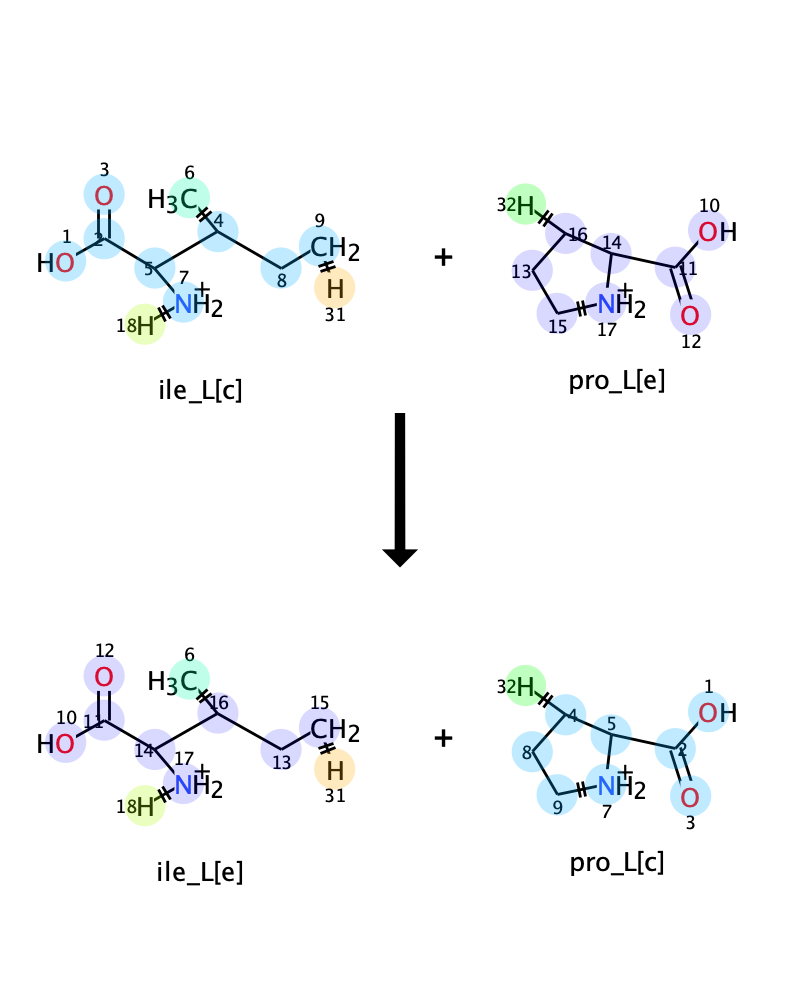 3
O
6
H3C
4
9
CH2
1
HO
2
5
7
8
NH2
+
18H
H
31
ile_L[c]
+
32H
16
14
10
OH
13
11
15
NH2
+
17
O
12
pro_L[e]
12
O
6
H3C
16
15
CH2
10
HO
11
14
17
13
NH2
+
18H
H
31
ile_L[e]
+
32H
4
5
1
OH
8
2
9
NH2
+
7
O
3
pro_L[c]